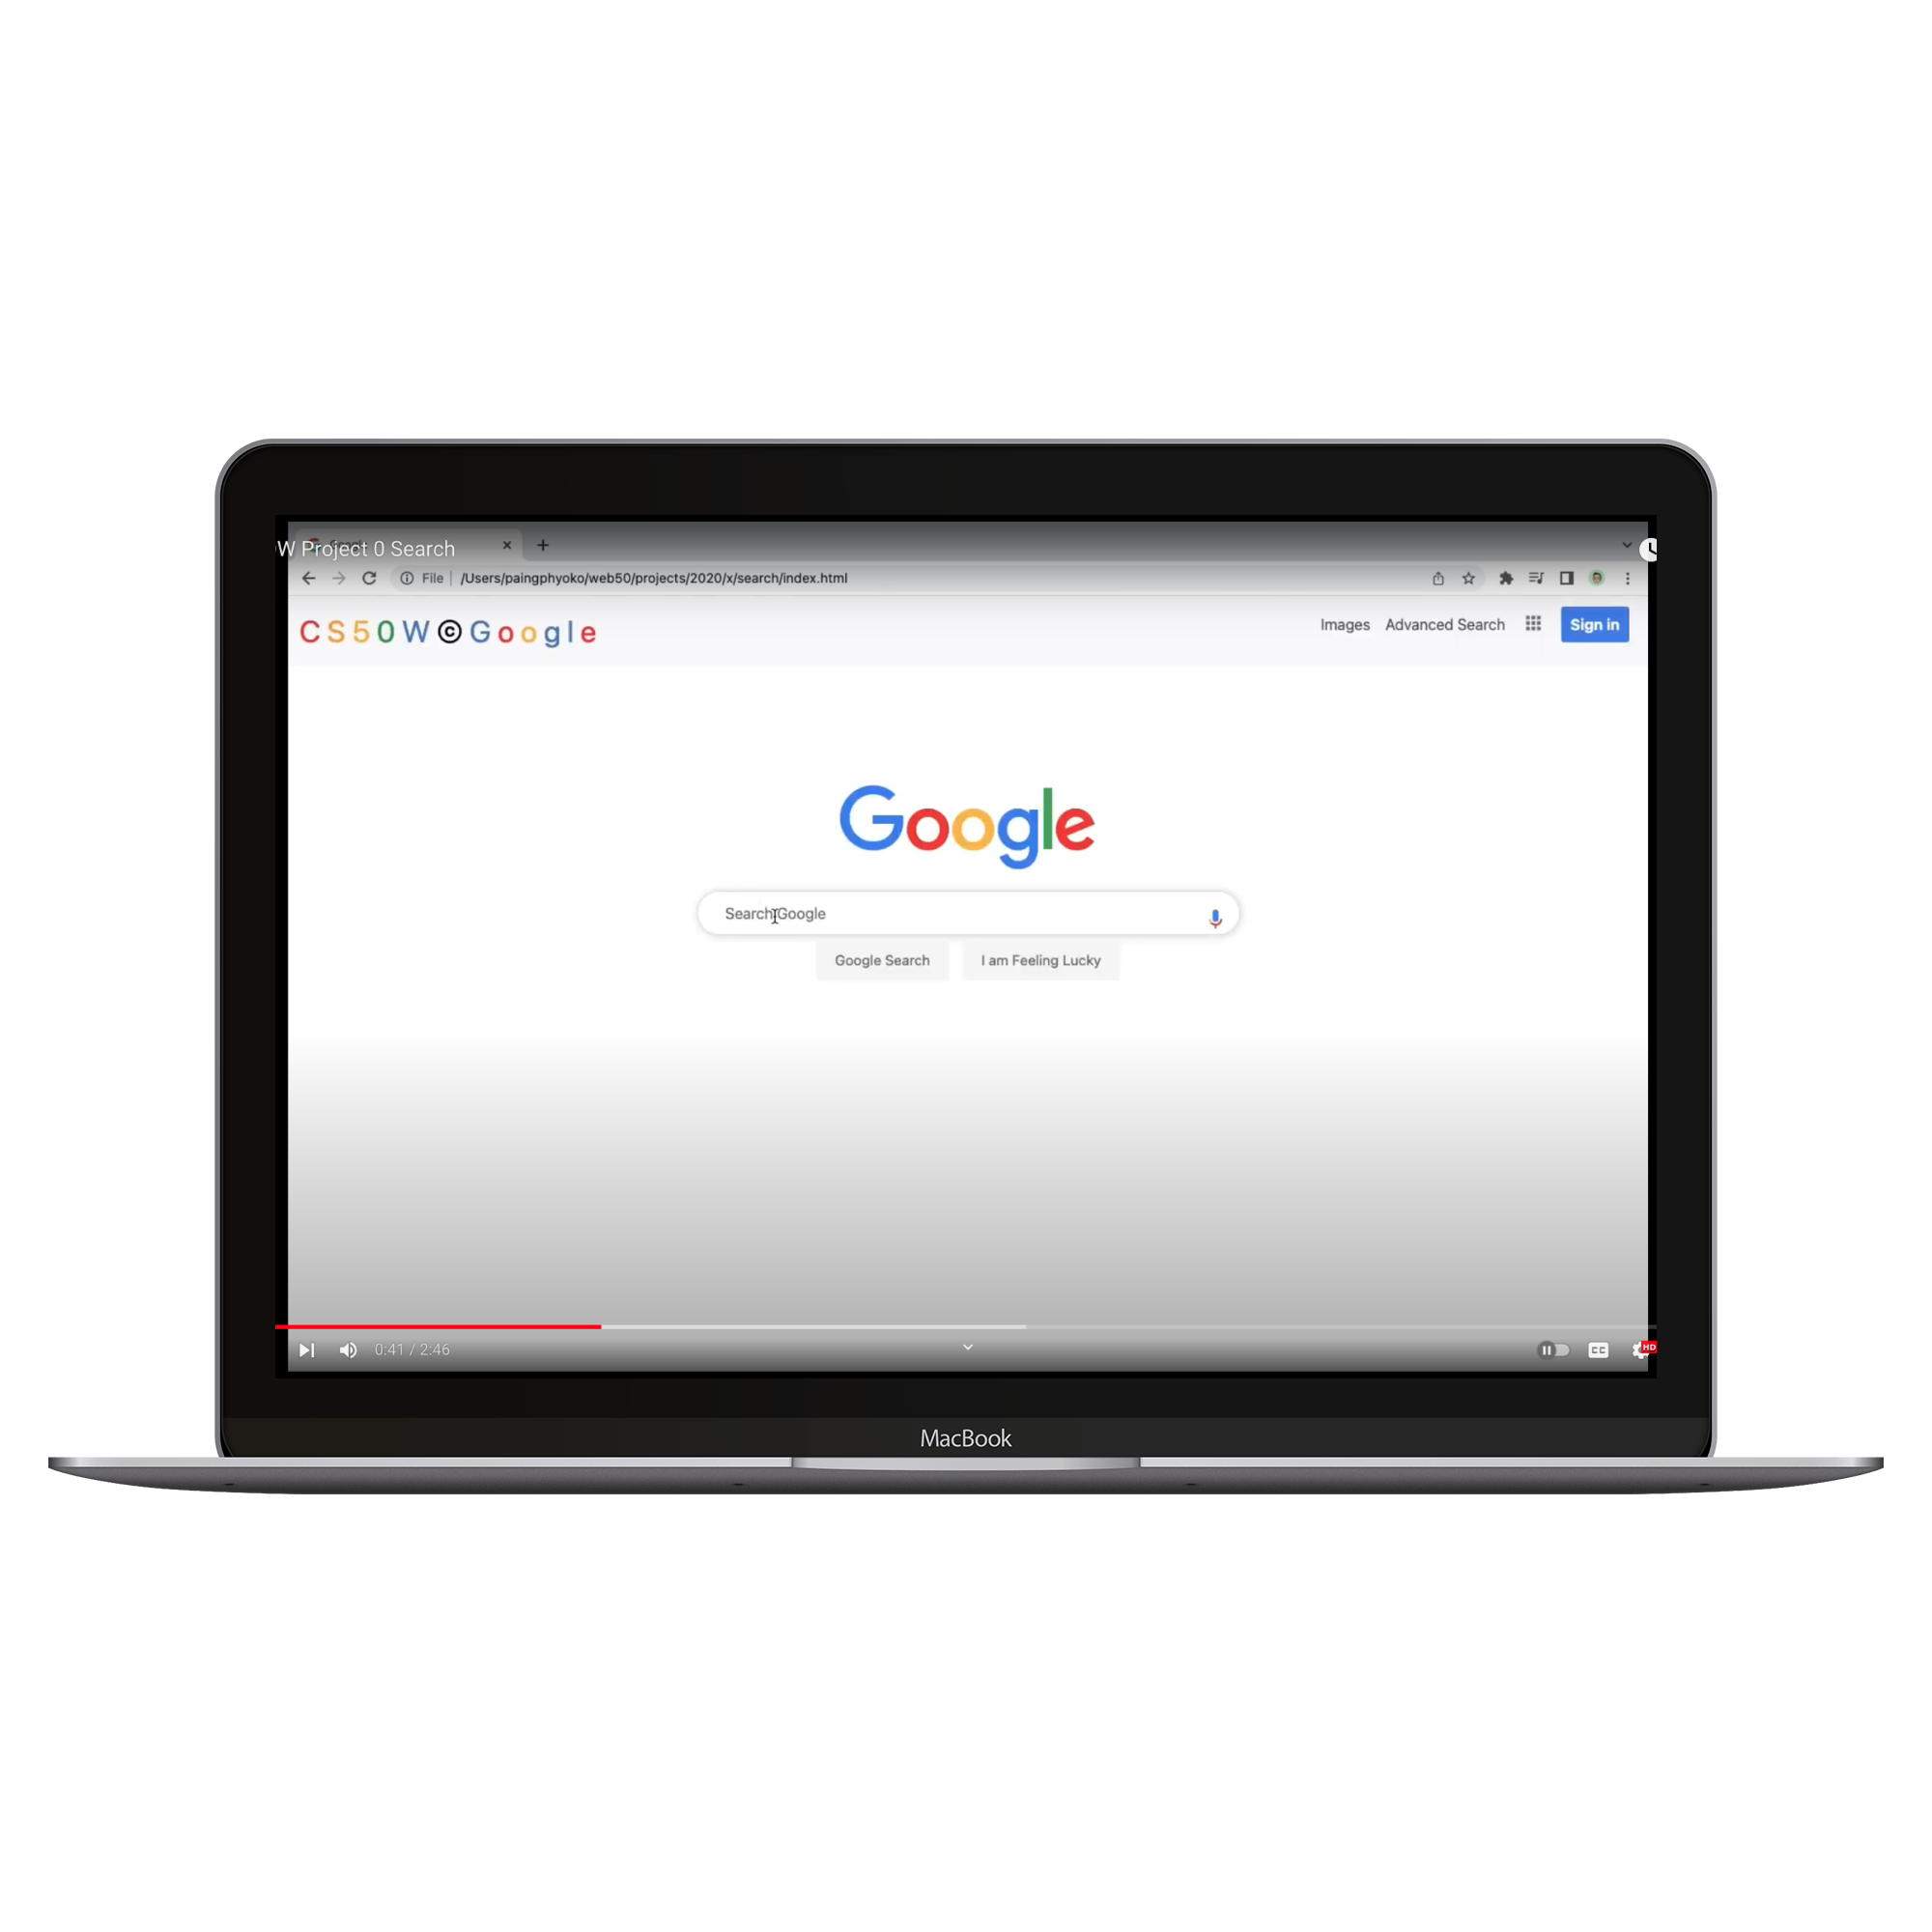 W Project 0 Search
File /Users/paingphyoko/web50/projects/2020/x/search/index.html
CS50W©Google
Images Advanced Search Sign in
Google
Search Google
Google Search I am Feeling Lucky
0:41 / 2:46
CC HD
MacBook